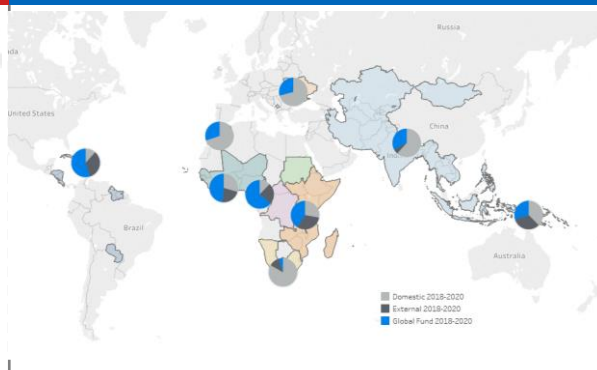 Russia
United States
China
Brazil
Australia
Domestic 2018-2020
External 2018-2020
Global Fund 2018-2020